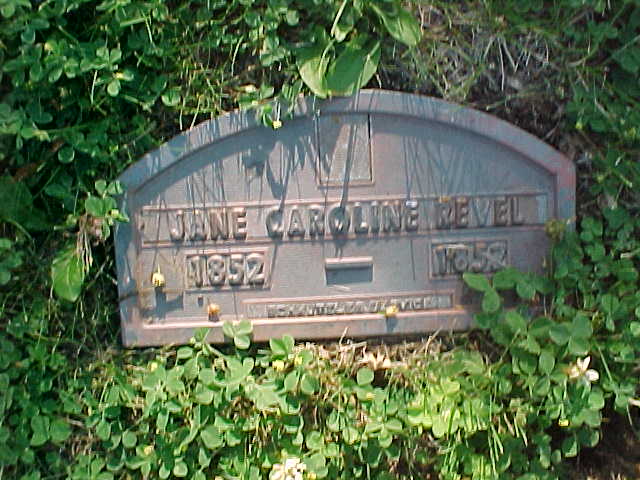 JANE CAROLINE REVEL
1852 — 1852